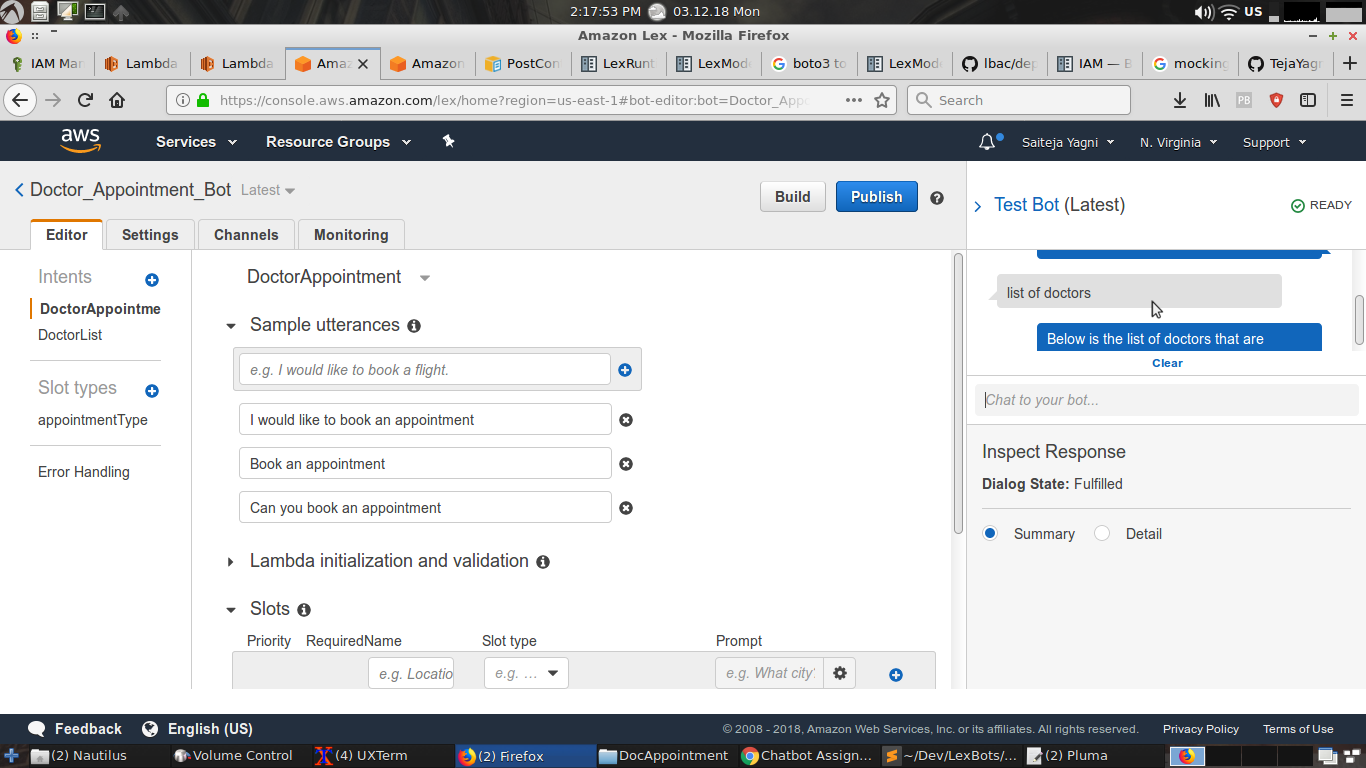 2:17:53 PM 03.12.18 Mon US
Amazon Lex - Mozilla Firefox
IAM Man Lambda Lambda Amaz Amazon PostCon LexRunt LexMode boto3 to LexMode lbac/dep IAM — B mocking TejaYagn
https://console.aws.amazon.com/lex/home?region=us-east-1#bot-editor:bot=Doctor_Appo Search PB
aws Services Resource Groups Saiteja Yagni N. Virginia Support
Doctor_Appointment_Bot Latest Build Publish
Test Bot (Latest) READY
Editor Settings Channels Monitoring
Intents
DoctorAppointme
DoctorList
Slot types
appointmentType
Error Handling
DoctorAppointment
Sample utterances
e.g. I would like to book a flight.
I would like to book an appointment
Book an appointment
Can you book an appointment
Lambda initialization and validation
Slots
Priority RequiredName Slot type Prompt
e.g. Locatio e.g. ... e.g. What city?
list of doctors
Below is the list of doctors that are
Clear
Chat to your bot...
Inspect Response
Dialog State: Fulfilled
Summary Detail
Feedback English (US) © 2008 - 2018, Amazon Web Services, Inc. or its affiliates. All rights reserved. Privacy Policy Terms of Use
(2) Nautilus Volume Control (4) UXTerm (2) Firefox DocAppointment Chatbot Assign... ~/Dev/LexBots/... (2) Pluma